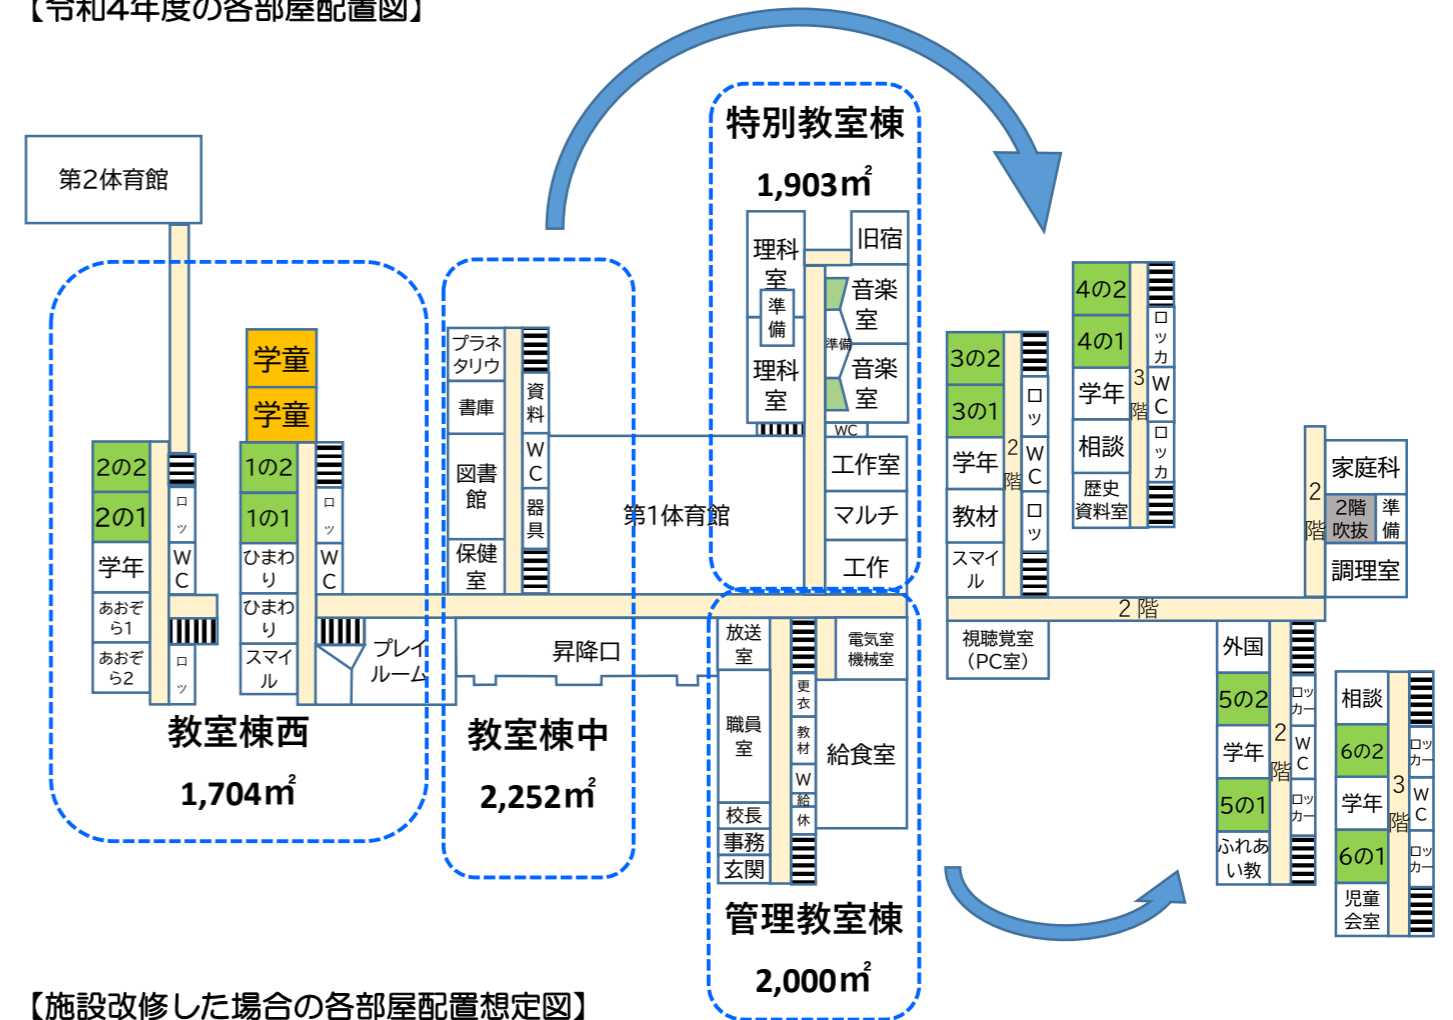 【令和4年度の各部屋配置図】
特別教室棟
1,903㎡
第2体育館
理科
室
準
備
理科
室
旧宿
音楽
室
準備
音楽
室
WC
工作室
マルチ
工作
学童
学童
2の2
2の1
学年
あおぞ
ら1
あおぞ
ら2
ロ
ッ
W
C
ロ
ッ
1の2
1の1
ひまわ
り
ひまわ
り
スマイ
ル
ロ
ッ
W
C
プレイ
ルーム
教室棟西
1,704㎡
プラネ
タリウ
書庫
図書
館
保健
室
資
料
W
C
器
具
第1体育館
昇降口
教室棟中
2,252㎡
放送
室
職員
室
校長
事務
玄関
更
衣
教
材
W
給
休
電気室
機械室
給食室
管理教室棟
2,000㎡
3の2
3の1
学年
教材
スマイ
ル
2
階
ロ
ッ
W
C
ロ
ッ
4の2
4の1
学年
相談
歴史
資料室
3
階
ロ
ッ
カ
W
C
ロ
ッ
カ
2
階
家庭科
2階
吹抜
準
備
調理室
2階
視聴覚室
（PC室）
外国
5の2
学年
5の1
ふれあ
い教
2
階
ロッ
カー
W
C
ロッ
カー
相談
6の2
学年
6の1
児童
会室
3
階
ロッ
カー
W
C
ロッ
カー
【施設改修した場合の各部屋配置想定図】